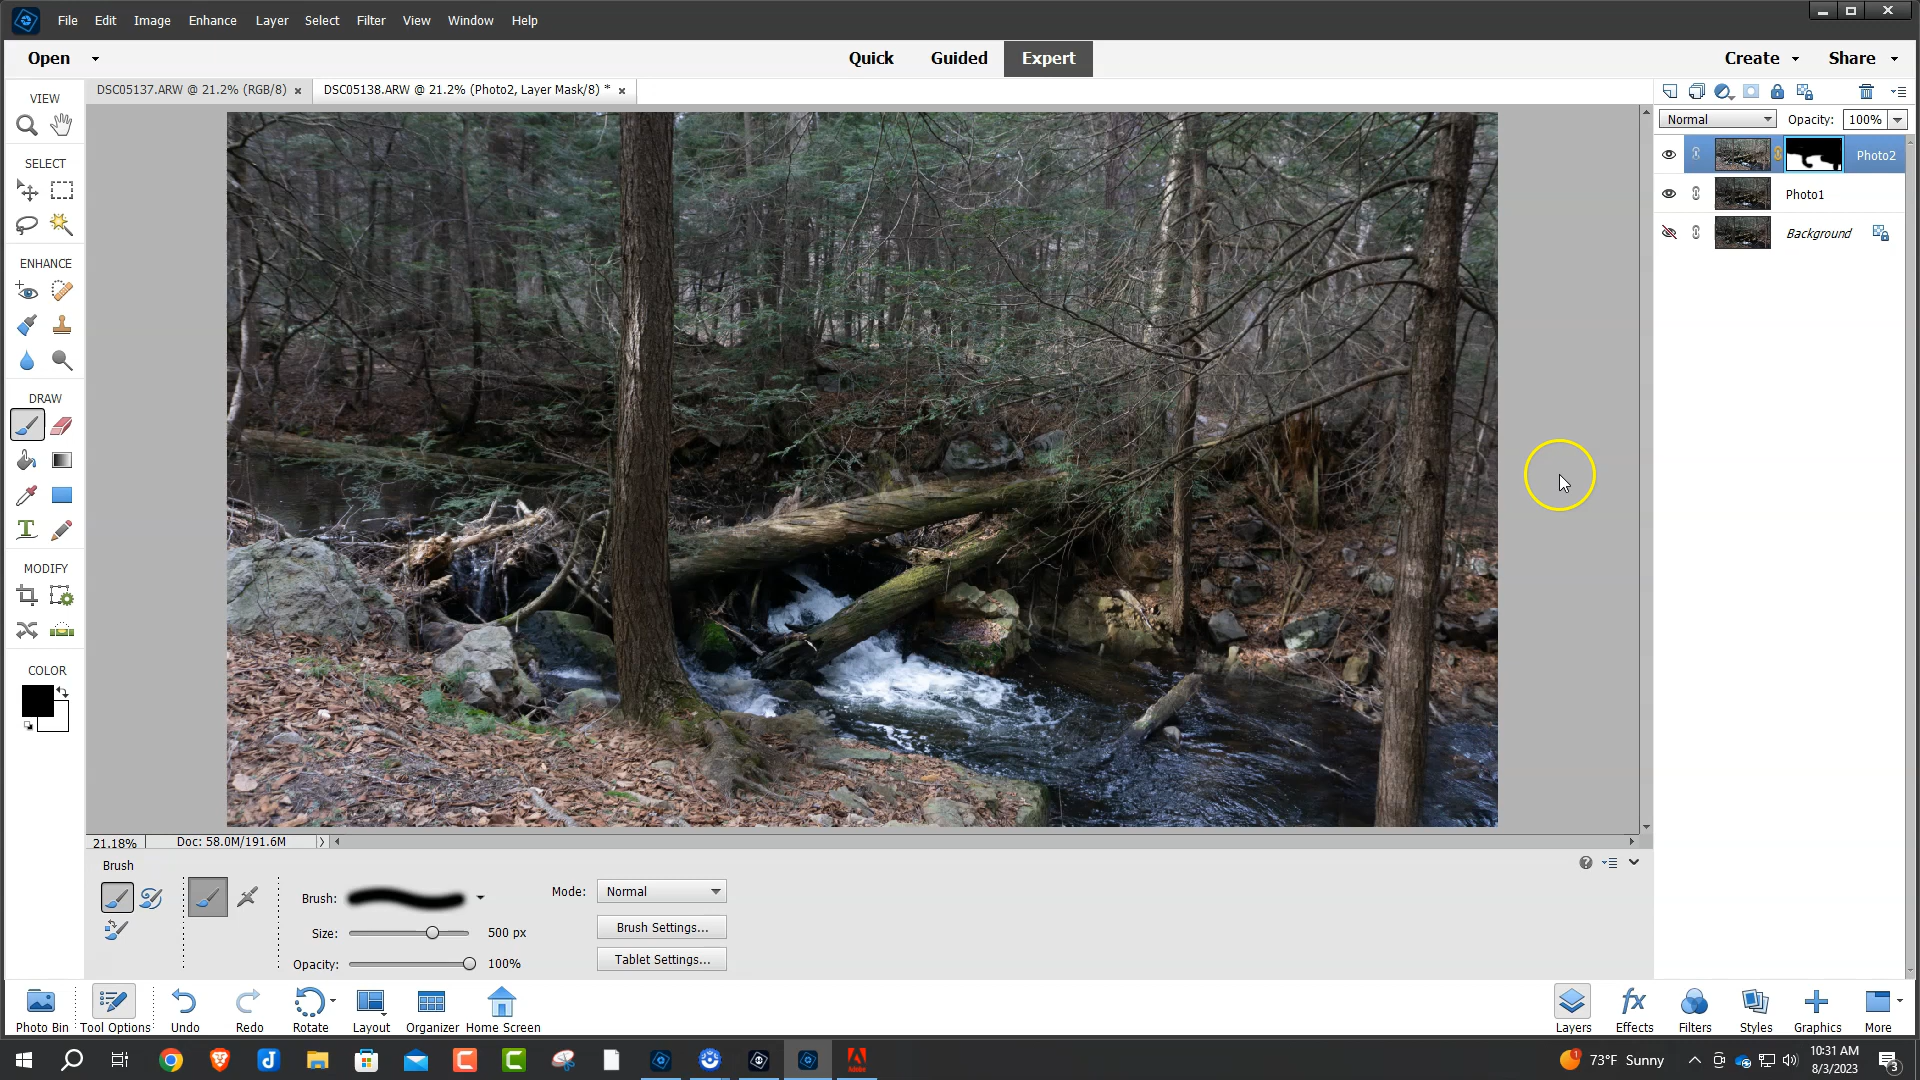 File Edit Image Enhance Layer Select Filter View Window Help
Open Quick Guided Expert Create Share
VIEW
DSC05137.ARW @ 21.2% (RGB/8) ×
DSC05138.ARW @ 21.2% (Photo2, Layer Mask/8) * ×
Normal Opacity: 100%
Photo2
Photo1
Background
SELECT
ENHANCE
DRAW
MODIFY
COLOR
21.18% Doc: 58.0M/191.6M
Brush
Brush:
Size: 500 px
Opacity: 100%
Mode: Normal
Brush Settings...
Tablet Settings...
Photo Bin Tool Options Undo Redo Rotate Layout Organizer Home Screen
Layers Effects Filters Styles Graphics More
73°F Sunny
10:31 AM
8/3/2023
3